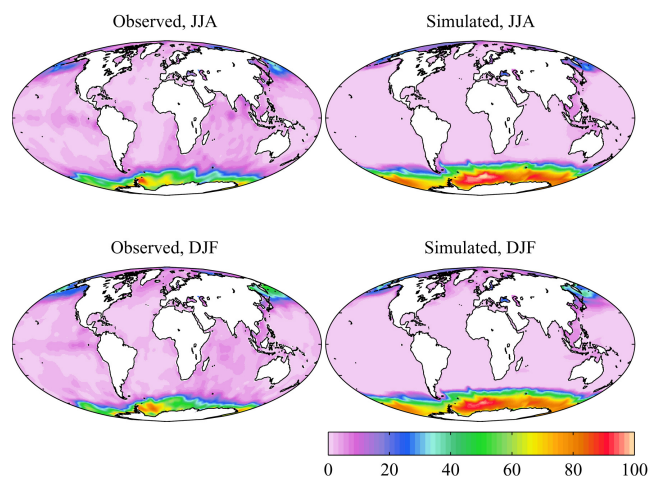 Observed, JJA
Simulated, JJA
Observed, DJF
Simulated, DJF
0 20 40 60 80 100